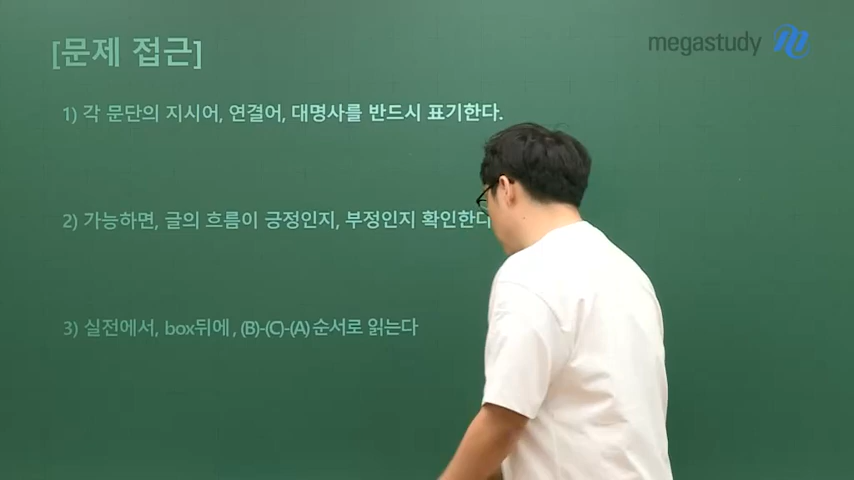 [문제 접근]
megastudy
1) 각 문단의 지시어, 연결어, 대명사를 반드시 표기한다.
2) 가능하면, 글의 흐름이 긍정인지, 부정인지 확인한다
3) 실전에서, box뒤에, (B)-(C)-(A) 순서로 읽는다